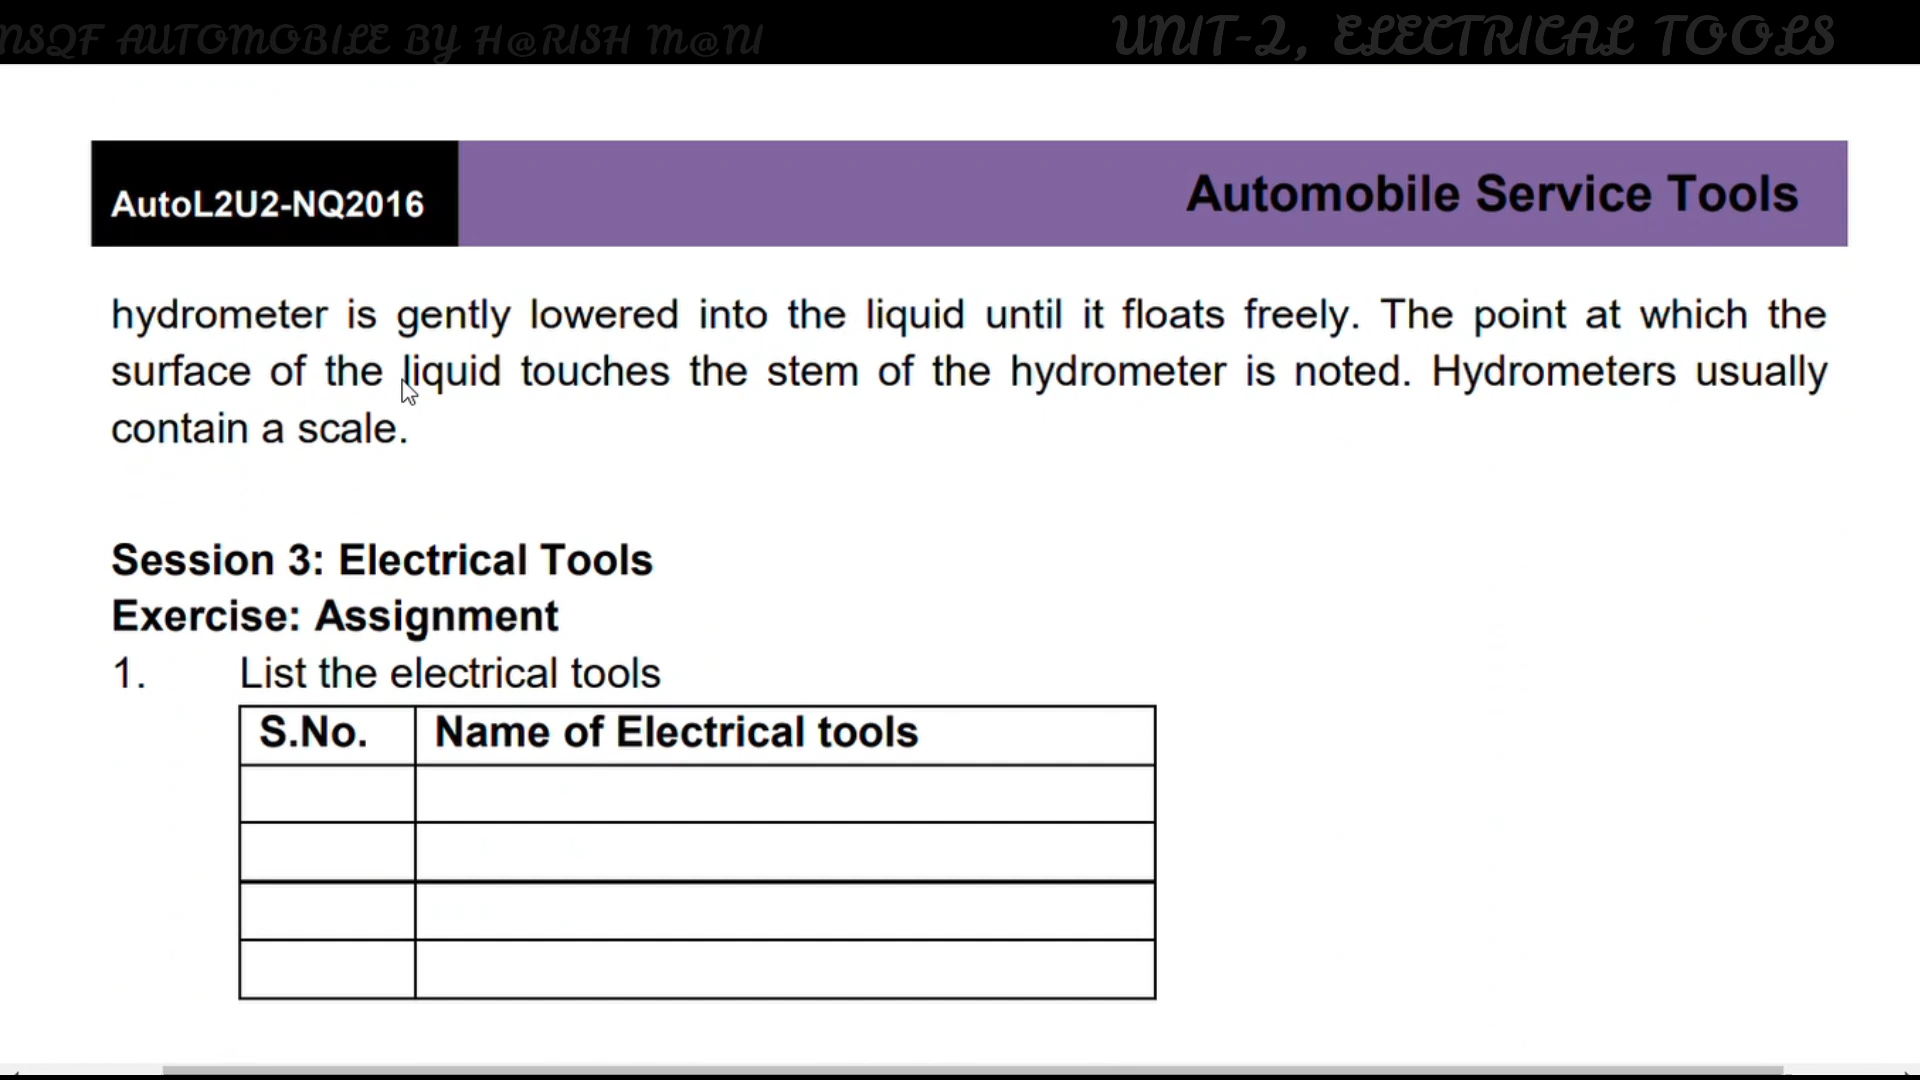 NSQF AUTOMOBILE BY H@RISH M@NI
UNIT-2, ELECTRICAL TOOLS
AutoL2U2-NQ2016
Automobile Service Tools
hydrometer is gently lowered into the liquid until it floats freely. The point at which the
surface of the liquid touches the stem of the hydrometer is noted. Hydrometers usually
contain a scale.
Session 3: Electrical Tools
Exercise: Assignment
1. List the electrical tools
S.No. Name of Electrical tools